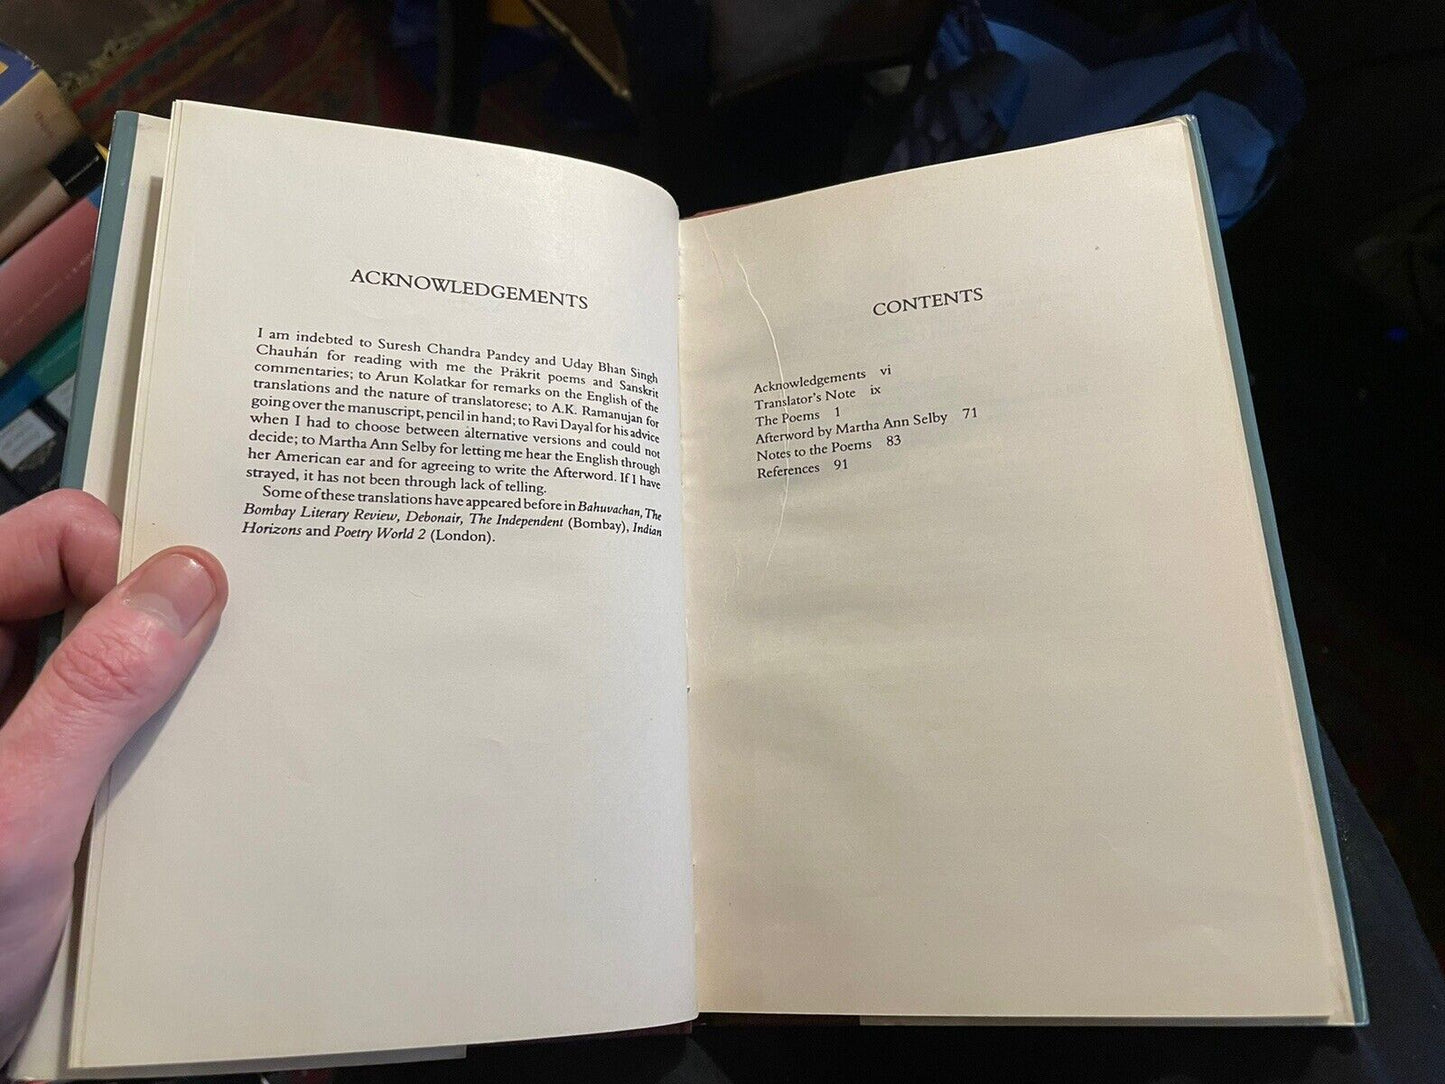 ACKNOWLEDGEMENTS
I am indebted to Suresh Chandra Pandey and Uday Bhan Singh
Chauhán for reading with me the Prākrit poems and Sanskrit
commentaries; to Arun Kolatkar for remarks on the English of the
translations and the nature of translatorese; to A.K. Ramanujan for
going over the manuscript, pencil in hand; to Ravi Dayal for his advice
when I had to choose between alternative versions and could not
decide; to Martha Ann Selby for letting me hear the English through
her American ear and for agreeing to write the Afterword. If I have
strayed, it has not been through lack of telling.
Some of these translations have appeared before in Bahuvachan, The
Bombay Literary Review, Debonair, The Independent (Bombay), Indian
Horizons and Poetry World 2 (London).
CONTENTS
Acknowledgements vi
Translator's Note ix
The Poems 1
Afterword by Martha Ann Selby 71
Notes to the Poems 83
References 91